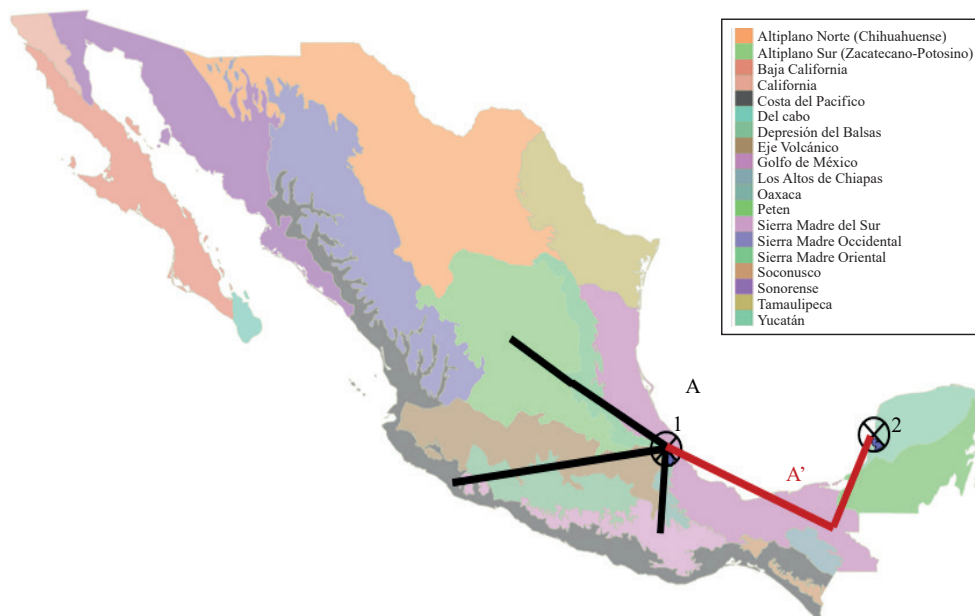 Altiplano Norte (Chihuahuense)
Altiplano Sur (Zacatecano-Potosino)
Baja California
California
Costa del Pacifico
Del cabo
Depresión del Balsas
Eje Volcánico
Golfo de México
Los Altos de Chiapas
Oaxaca
Peten
Sierra Madre del Sur
Sierra Madre Occidental
Sierra Madre Oriental
Soconusco
Sonorense
Tamaulipeca
Yucatán
A
1
2
A’